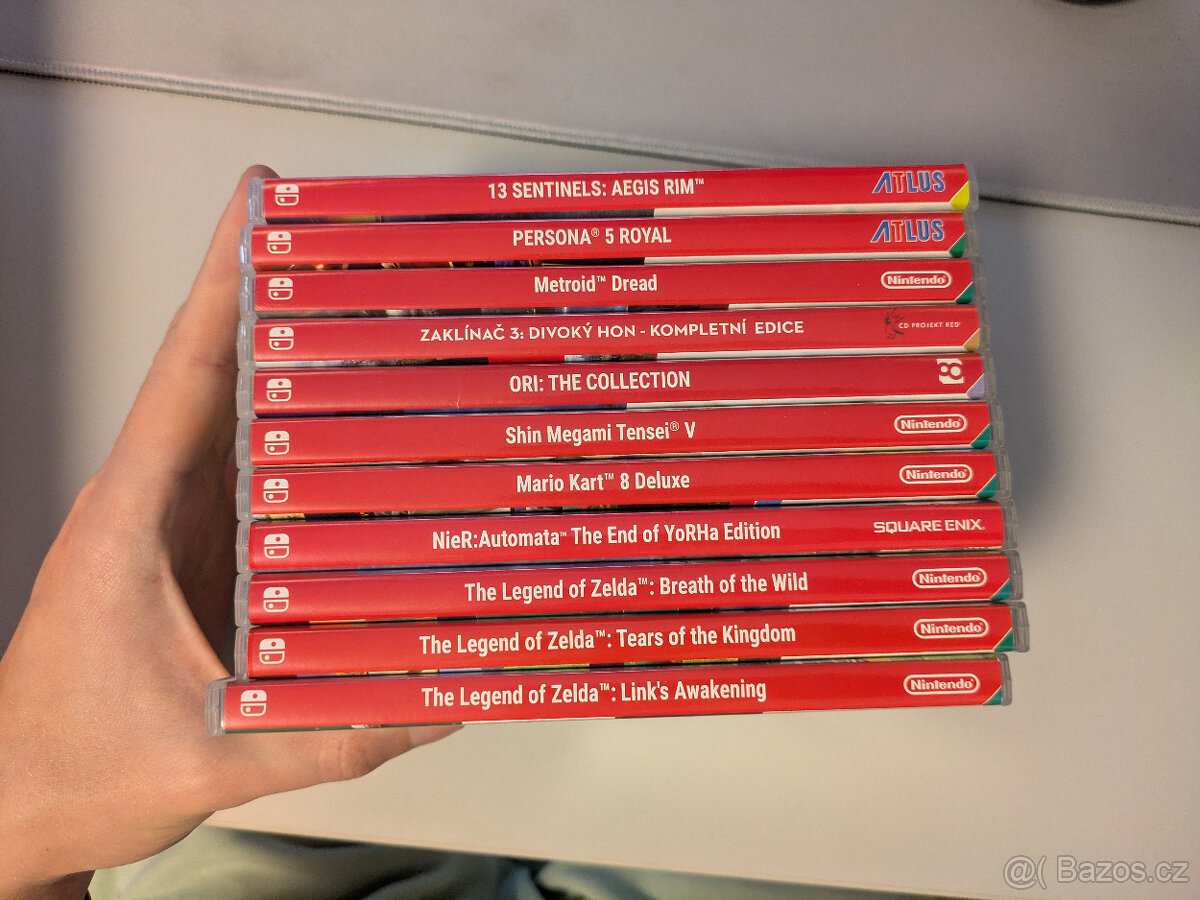 13 SENTINELS: AEGIS RIM™ ATLUS
PERSONA® 5 ROYAL ATLUS
Metroid™ Dread Nintendo
ZAKLÍNAČ 3: DIVOKÝ HON - KOMPLETNÍ EDICE CD PROJEKT RED®
ORI: THE COLLECTION
Shin Megami Tensei® V Nintendo
Mario Kart™ 8 Deluxe Nintendo
NieR:Automata™ The End of YoRHa Edition SQUARE ENIX®
The Legend of Zelda™: Breath of the Wild Nintendo
The Legend of Zelda™: Tears of the Kingdom Nintendo
The Legend of Zelda™: Link's Awakening Nintendo
@( Bazos.cz